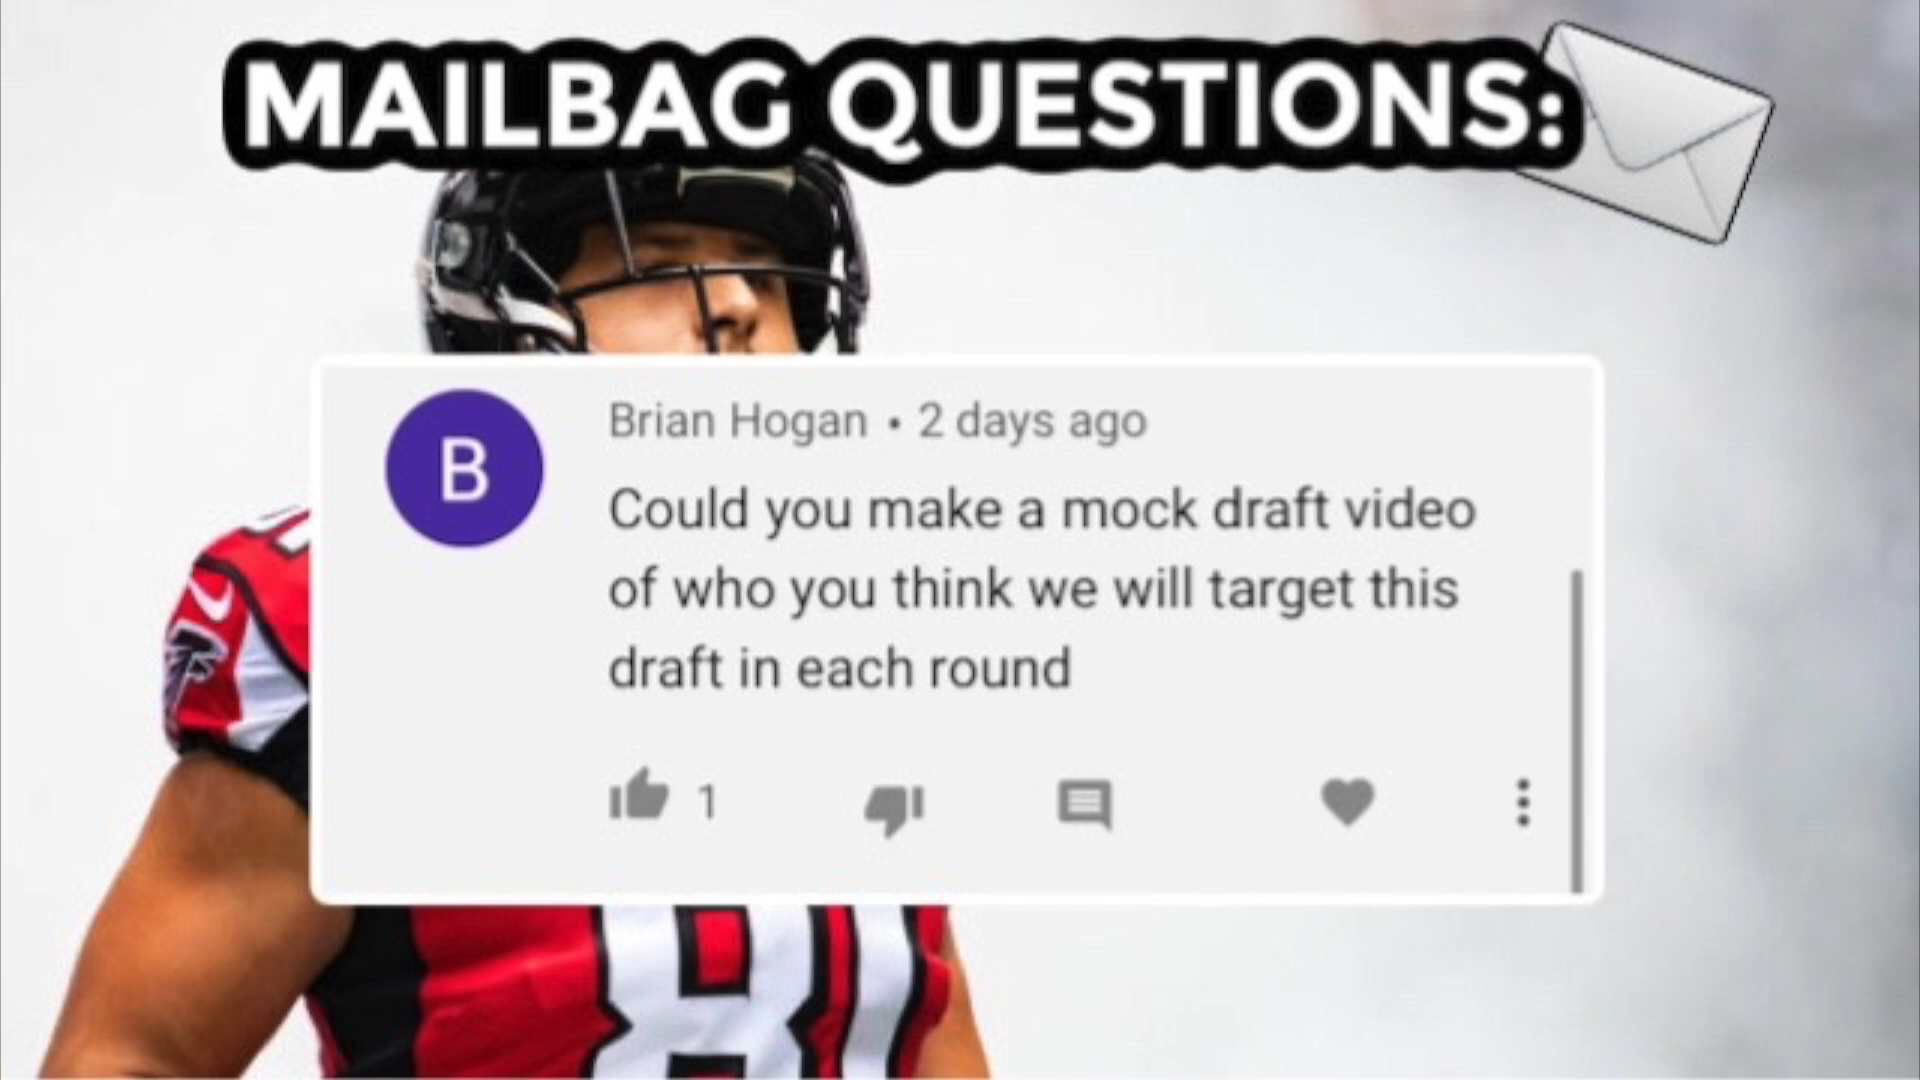 MAILBAG QUESTIONS:
B
Brian Hogan • 2 days ago
Could you make a mock draft video
of who you think we will target this
draft in each round
1